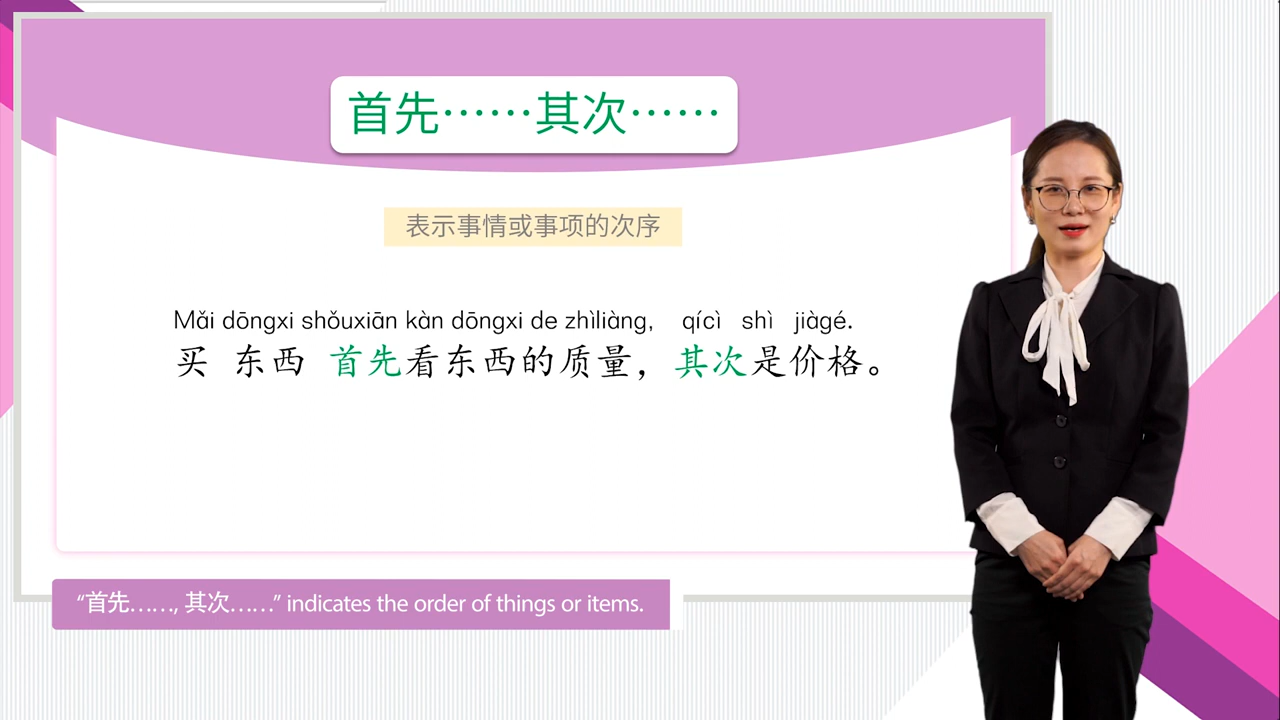 首先……其次……
表示事情或事项的次序
Mǎi dōngxi shǒuxiān kàn dōngxi de zhìliàng, qícì shì jiàgé.
买 东西 首先看东西的质量，其次是价格。
“首先……, 其次……” indicates the order of things or items.